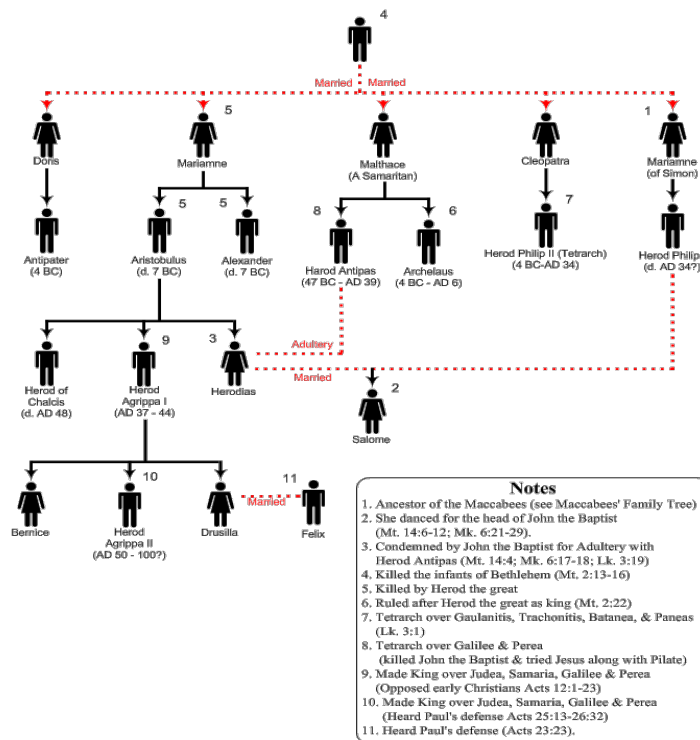 4
Married Married
5
1
Doris
Mariamne
Malthace
(A Samaritan)
Cleopatra
Mariamne
(of Simon)
5
5
8
6
7
Antipater
(4 BC)
Aristobulus
(d. 7 BC)
Alexander
(d. 7 BC)
Harod Antipas
(47 BC - AD 39)
Archelaus
(4 BC - AD 6)
Herod Philip II (Tetrarch)
(4 BC-AD 34)
Herod Philip
(d. AD 34?)
9
3
Adultery
Married
Herod of
Chalcis
(d. AD 48)
Herod
Agrippa I
(AD 37 - 44)
Herodias
2
Salome
10
11
Married
Bernice
Herod
Agrippa II
(AD 50 - 100?)
Drusilla
Felix
Notes
1. Ancestor of the Maccabees (see Maccabees' Family Tree)
2. She danced for the head of John the Baptist
(Mt. 14:6-12; Mk. 6:21-29).
3. Condemned by John the Baptist for Adultery with
Herod Antipas (Mt. 14:4; Mk. 6:17-18; Lk. 3:19)
4. Killed the infants of Bethlehem (Mt. 2:13-16)
5. Killed by Herod the great
6. Ruled after Herod the great as king (Mt. 2:22)
7. Tetrarch over Gaulanitis, Trachonitis, Batanea, & Paneas
(Lk. 3:1)
8. Tetrarch over Galilee & Perea
(killed John the Baptist & tried Jesus along with Pilate)
9. Made King over Judea, Samaria, Galilee & Perea
(Opposed early Christians Acts 12:1-23)
10. Made King over Judea, Samaria, Galilee & Perea
(Heard Paul's defense Acts 25:13-26:32)
11. Heard Paul's defense (Acts 23:23).